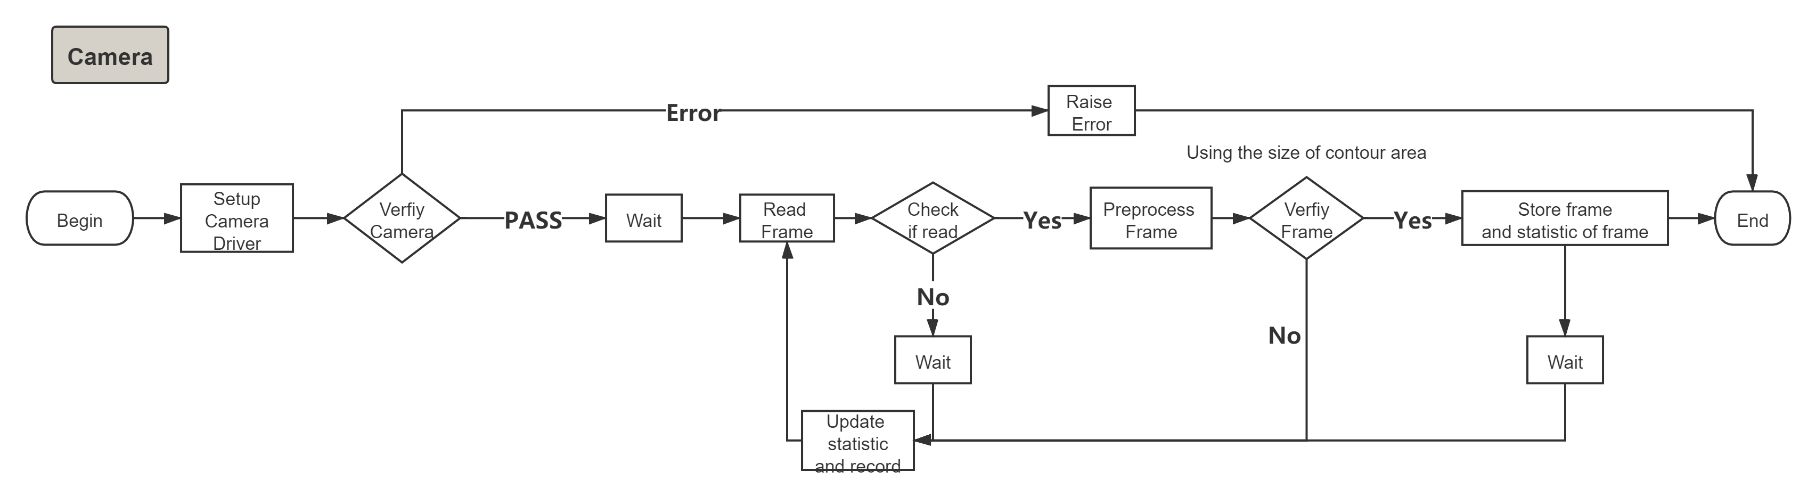 Camera
Error
Raise
Error
Using the size of contour area
Begin
Setup
Camera
Driver
Verfiy
Camera
PASS
Wait
Read
Frame
Check
if read
Yes
Preprocess
Frame
Verfiy
Frame
Yes
Store frame
and statistic of frame
End
No
No
Wait
Wait
Update
statistic
and record